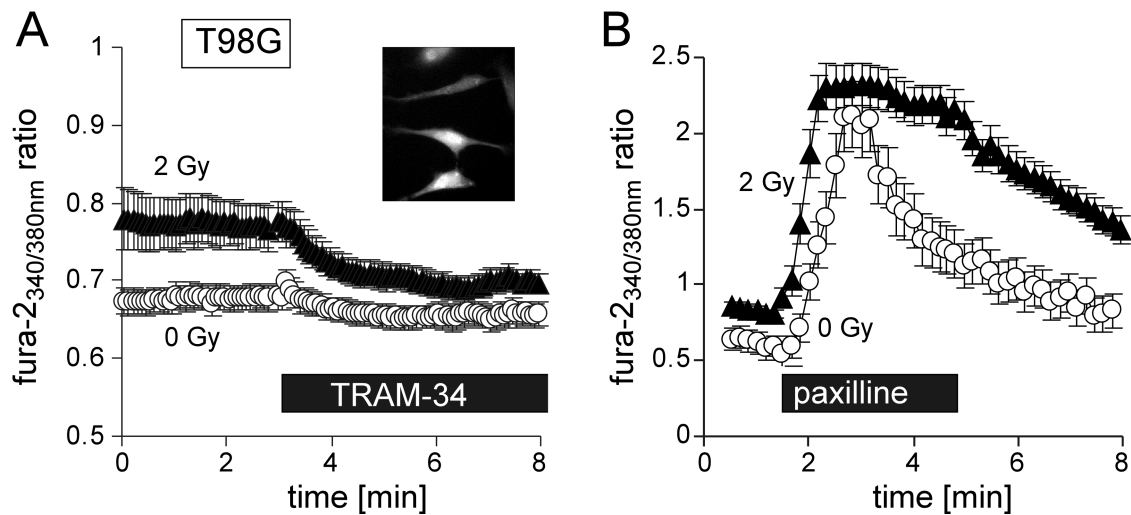 A
T98G
1
0.9
0.8
0.7
0.6
0.5
fura-2340/380nm ratio
2 Gy
0 Gy
TRAM-34
0 2 4 6 8
time [min]
B
2.5
2
1.5
1
0.5
0
fura-2340/380nm ratio
2 Gy
0 Gy
paxilline
0 2 4 6 8
time [min]